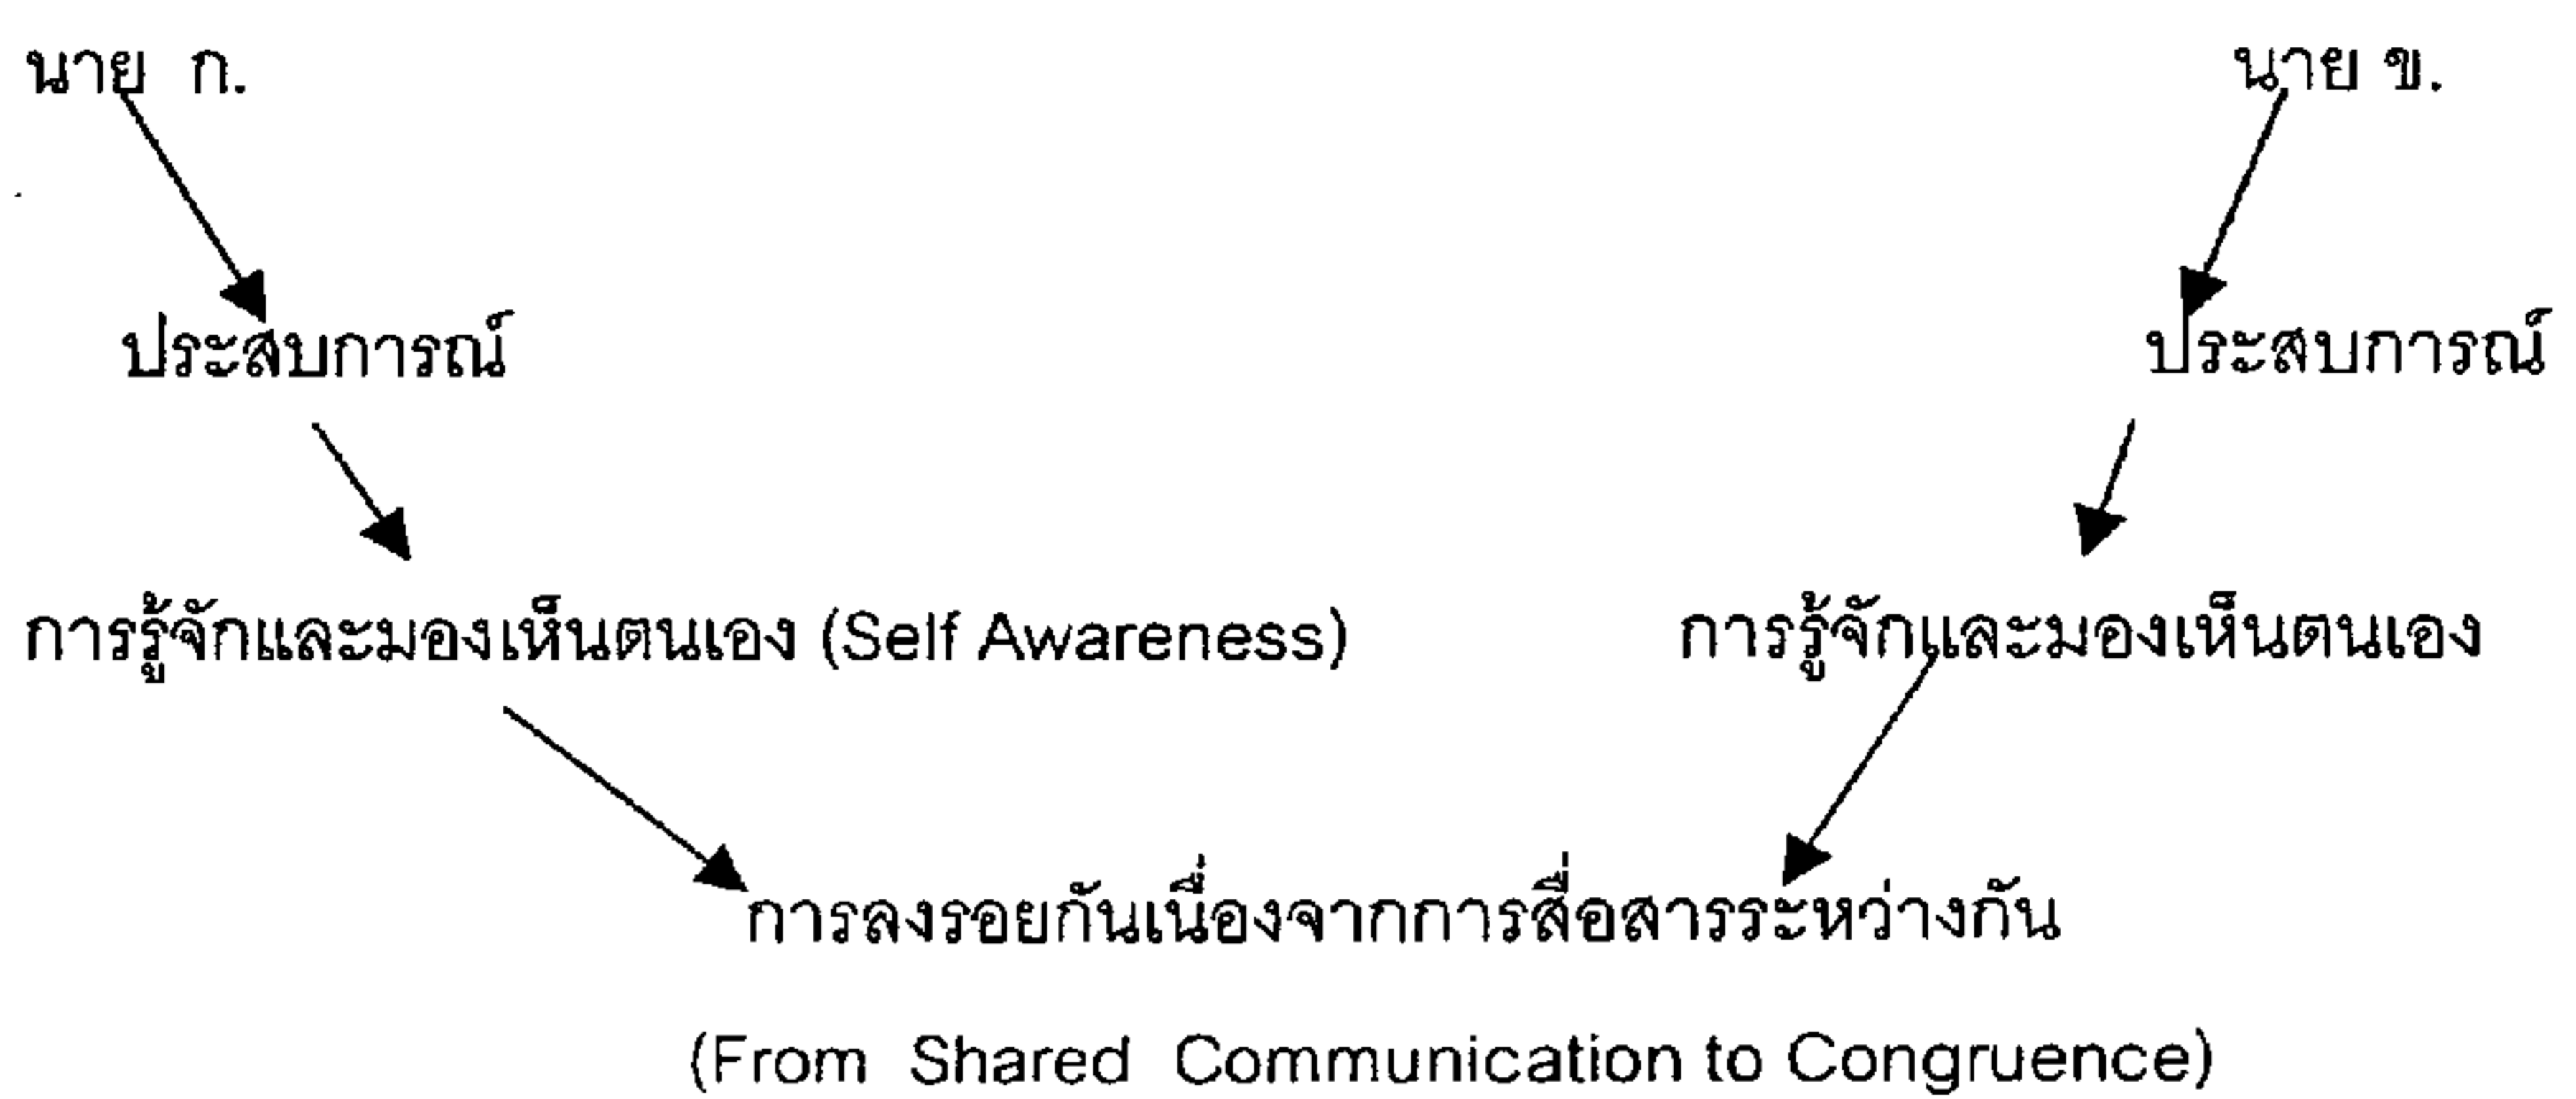 นาย ก. นาย ข.
ประสบการณ์ ประสบการณ์
การรู้จักและมองเห็นตนเอง (Self Awareness) การรู้จักและมองเห็นตนเอง
การลงรอยกันเนื่องจากการสื่อสารระหว่างกัน
(From Shared Communication to Congruence)